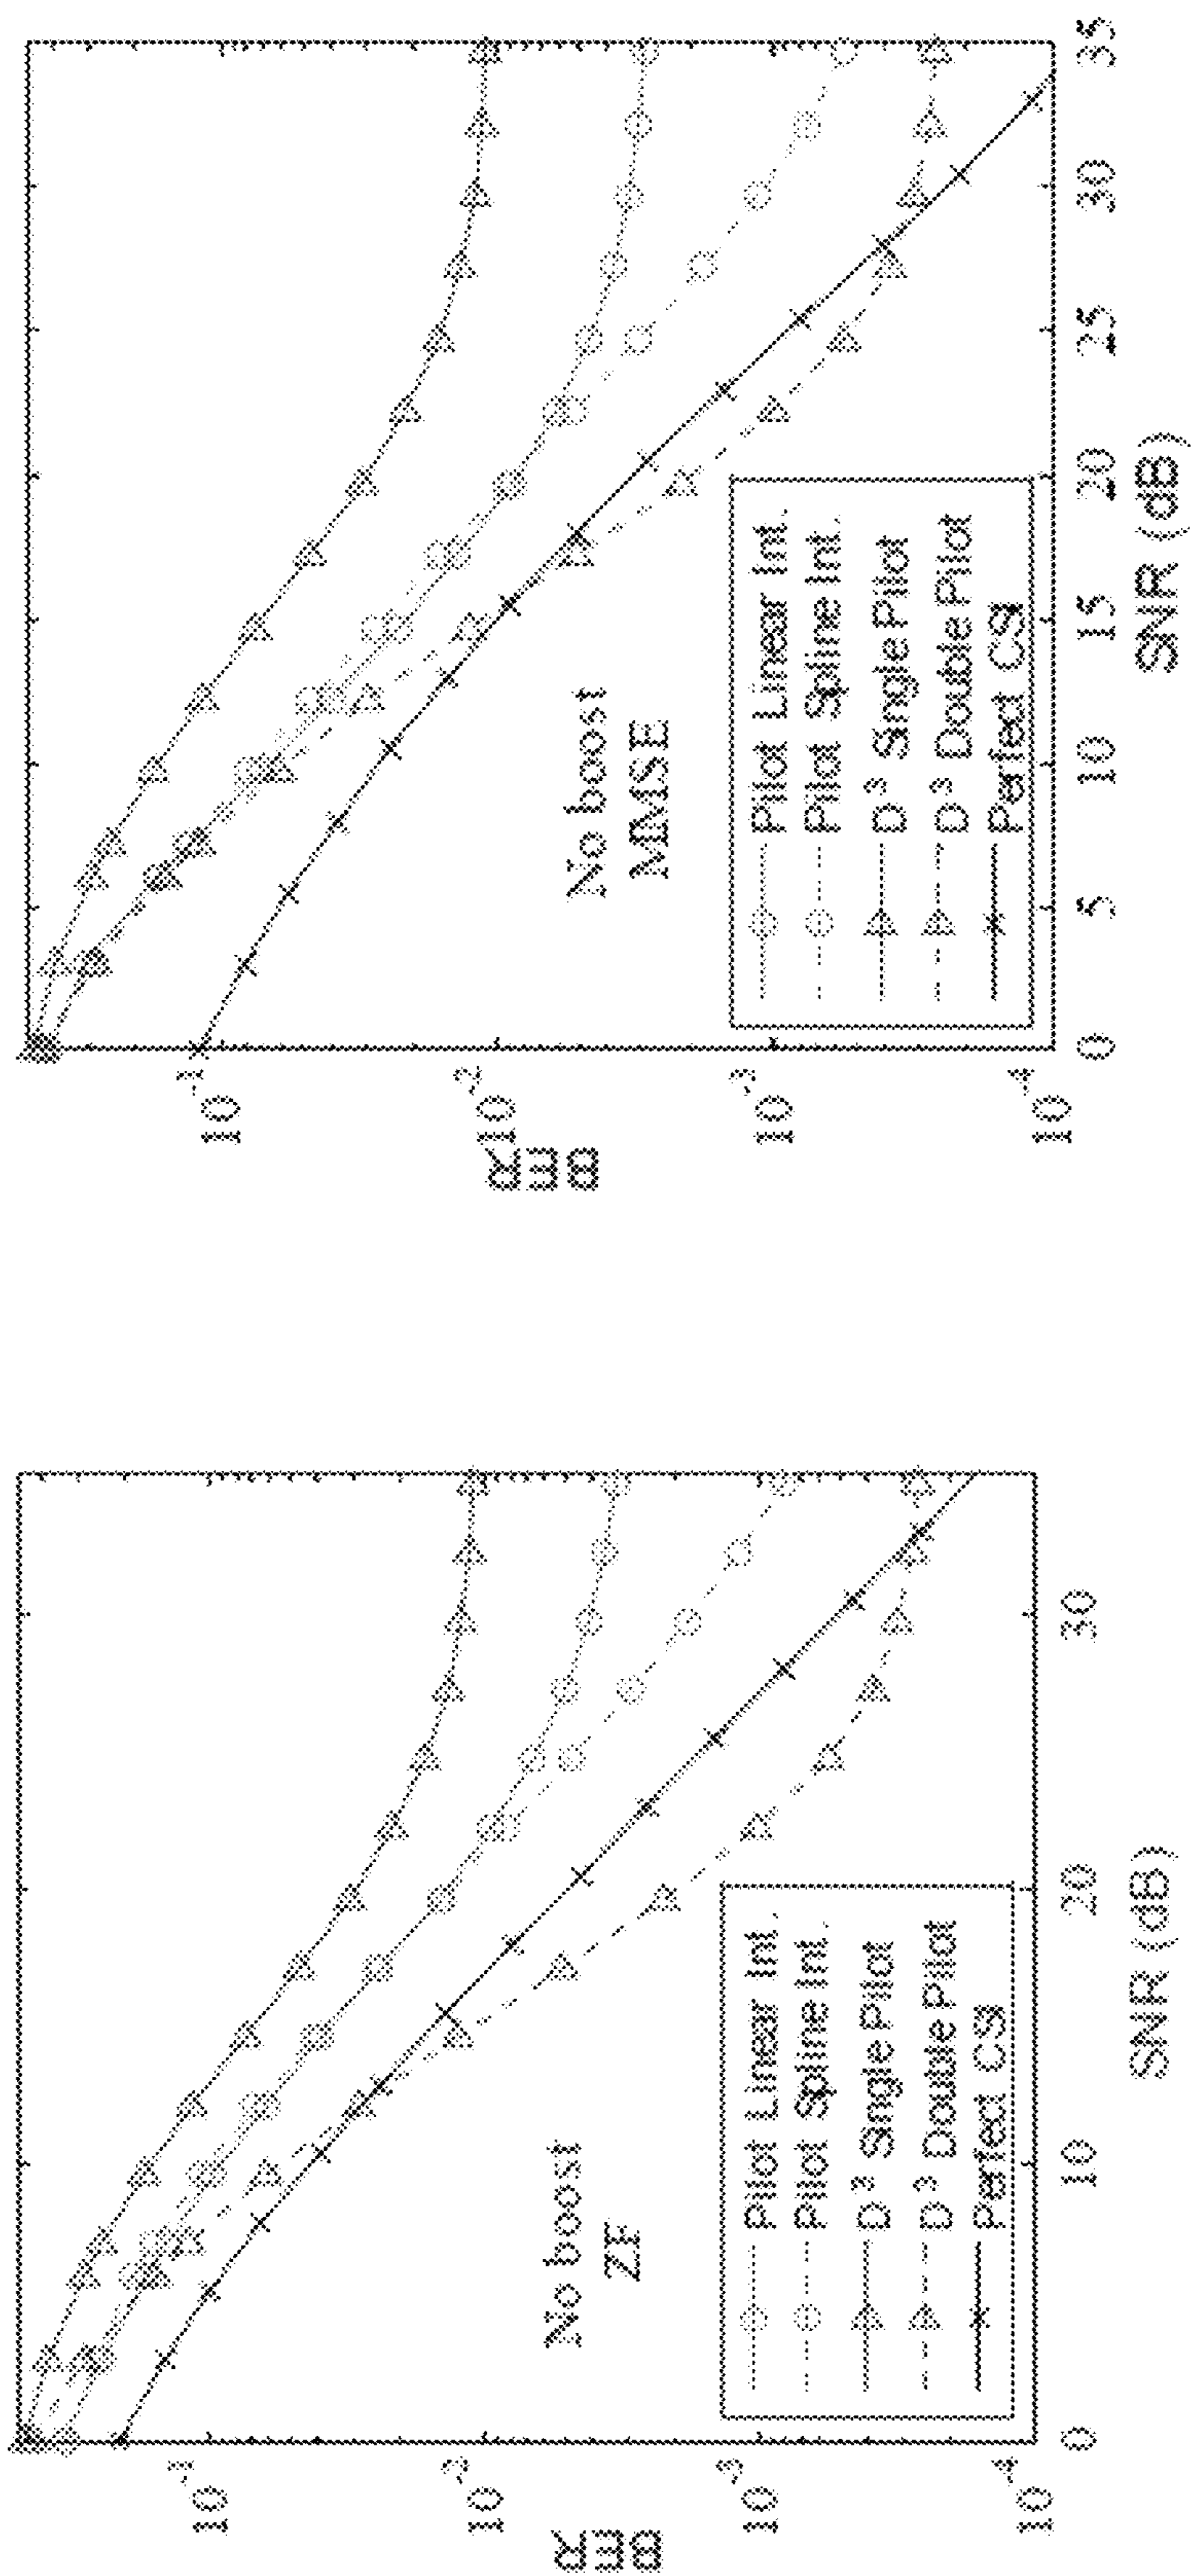 BER
10⁻¹
10⁻³
10⁻³
10⁻⁴
No boost
ZF
Pilot Linear Int.
Pilot Spline Int.
D³ Single Pilot
D³ Double Pilot
Perfect CSI
0 10 20 30
SNR (dB)
BER
10⁻¹
10⁻²
10⁻³
10⁻⁴
No boost
MMSE
Pilot Linear Int.
Pilot Spline Int.
D³ Single Pilot
D³ Double Pilot
Perfect CSI
0 5 10 15 20 25 30 35
SNR (dB)